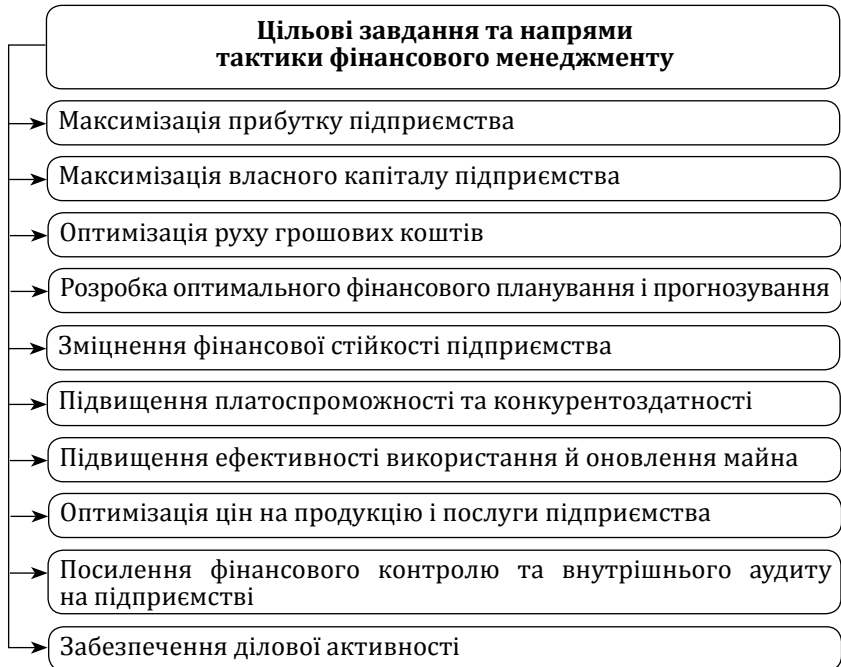 Цільові завдання та напрями
тактики фінансового менеджменту
Максимізація прибутку підприємства
Максимізація власного капіталу підприємства
Оптимізація руху грошових коштів
Розробка оптимального фінансового планування і прогнозування
Зміцнення фінансової стійкості підприємства
Підвищення платоспроможності та конкурентоздатності
Підвищення ефективності використання й оновлення майна
Оптимізація цін на продукцію і послуги підприємства
Посилення фінансового контролю та внутрішнього аудиту
на підприємстві
Забезпечення ділової активності